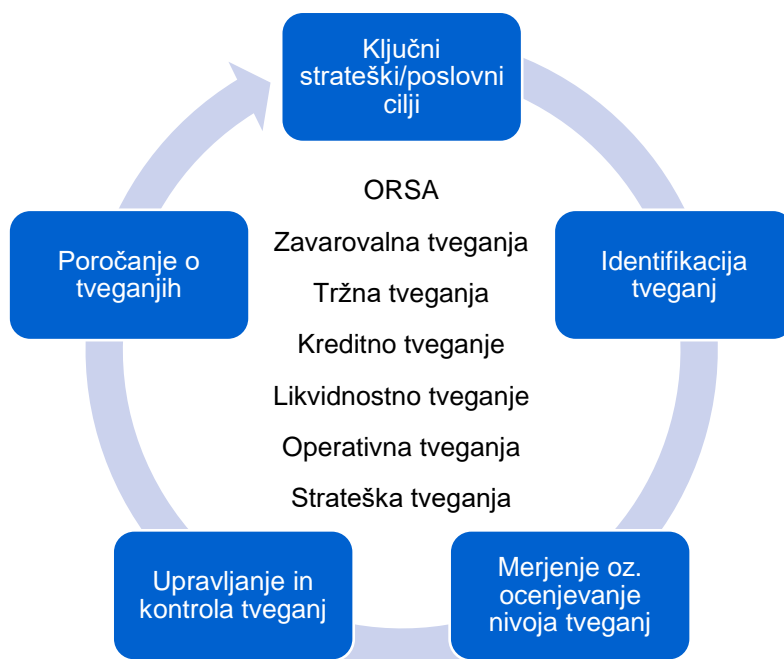 Ključni
strateški/poslovni
cilji
ORSA
Zavarovalna tveganja
Tržna tveganja
Kreditno tveganje
Likvidnostno tveganje
Operativna tveganja
Strateška tveganja
Identifikacija
tveganj
Merjenje oz.
ocenjevanje
nivoja tveganj
Upravljanje in
kontrola tveganj
Poročanje o
tveganjih